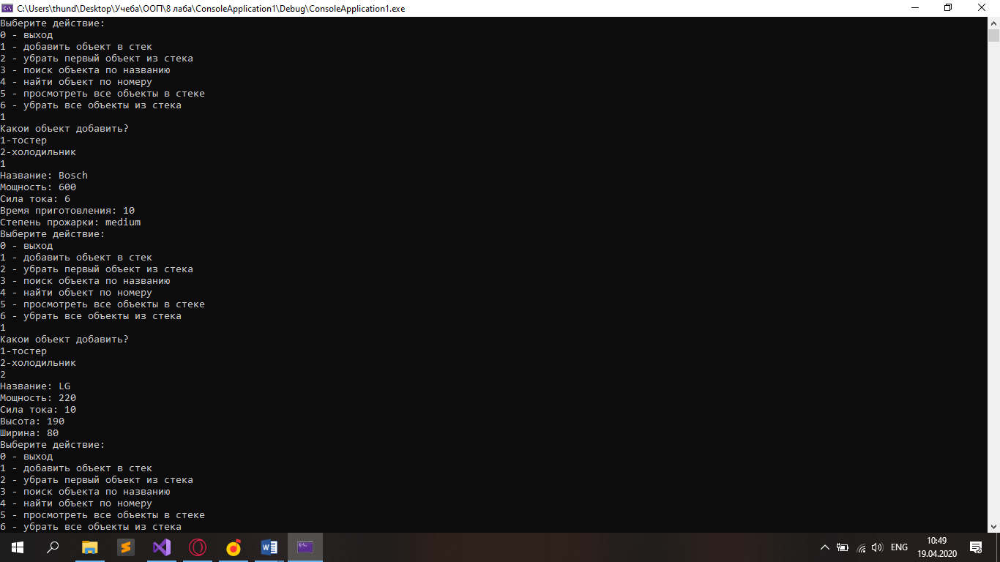 C:\Users\thund\Desktop\Учеба\ООП\8 лаба\ConsoleApplication1\Debug\ConsoleApplication1.exe
Выберите действие:
0 - выход
1 - добавить объект в стек
2 - убрать первый объект из стека
3 - поиск объекта по названию
4 - найти объект по номеру
5 - просмотреть все объекты в стеке
6 - убрать все объекты из стека
1
Какои объект добавить?
1-тостер
2-холодильник
1
Название: Bosch
Мощность: 600
Сила тока: 6
Время приготовления: 10
Степень прожарки: medium
Выберите действие:
0 - выход
1 - добавить объект в стек
2 - убрать первый объект из стека
3 - поиск объекта по названию
4 - найти объект по номеру
5 - просмотреть все объекты в стеке
6 - убрать все объекты из стека
1
Какои объект добавить?
1-тостер
2-холодильник
2
Название: LG
Мощность: 220
Сила тока: 10
Высота: 190
Ширина: 80
Выберите действие:
0 - выход
1 - добавить объект в стек
2 - убрать первый объект из стека
3 - поиск объекта по названию
4 - найти объект по номеру
5 - просмотреть все объекты в стеке
6 - убрать все объекты из стека
ENG
10:49
19.04.2020